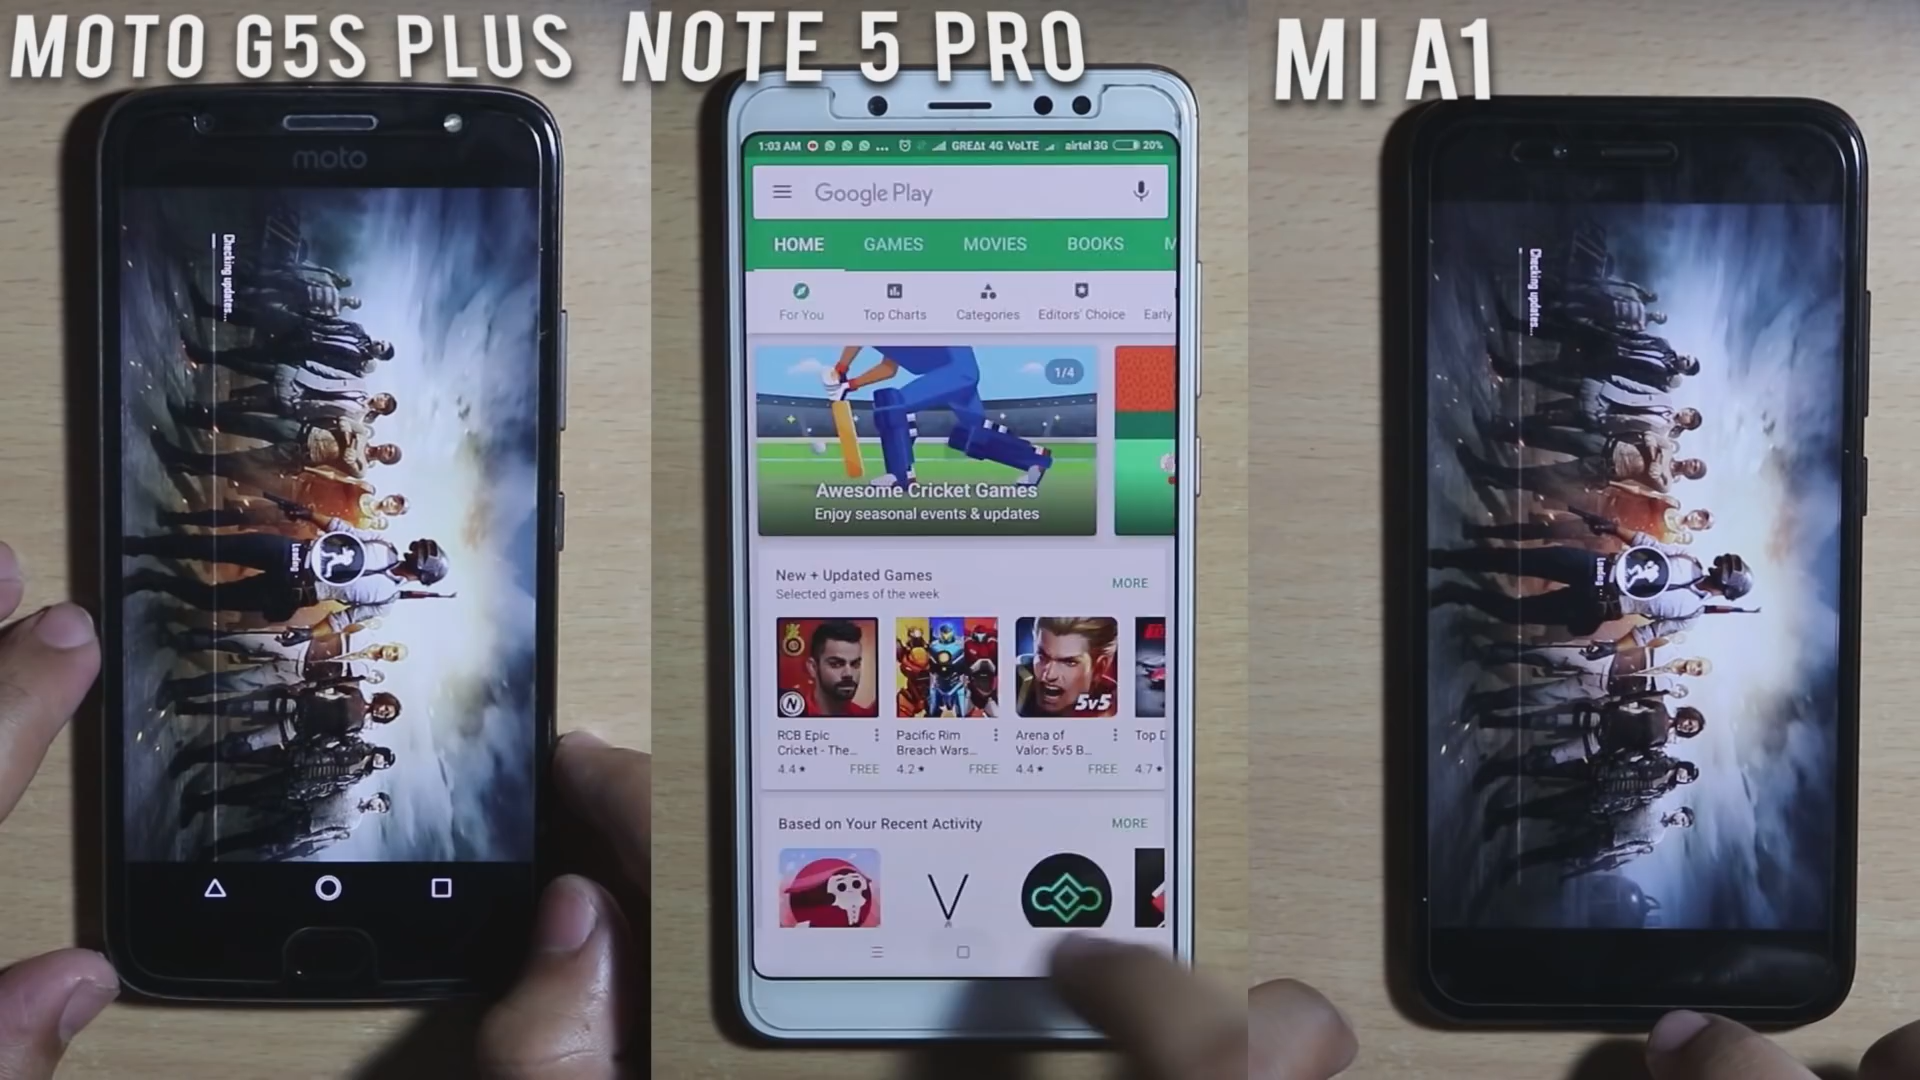 MOTO G5S PLUS
NOTE 5 PRO
MI A1
moto
Checking updates...
Loading
1:03 AM ... GREAt 4G VoLTE airtel 3G 20%
Google Play
HOME GAMES MOVIES BOOKS M
For You Top Charts Categories Editors' Choice Early
1/4
Awesome Cricket Games
Enjoy seasonal events & updates
New + Updated Games MORE
Selected games of the week
N
5v5
RCB Epic
Cricket - The...
4.4★ FREE
Pacific Rim
Breach Wars...
4.2★ FREE
Arena of
Valor: 5v5 B...
4.4★ FREE
Top D
4.7★
Based on Your Recent Activity MORE
V
Checking updates...
Loading